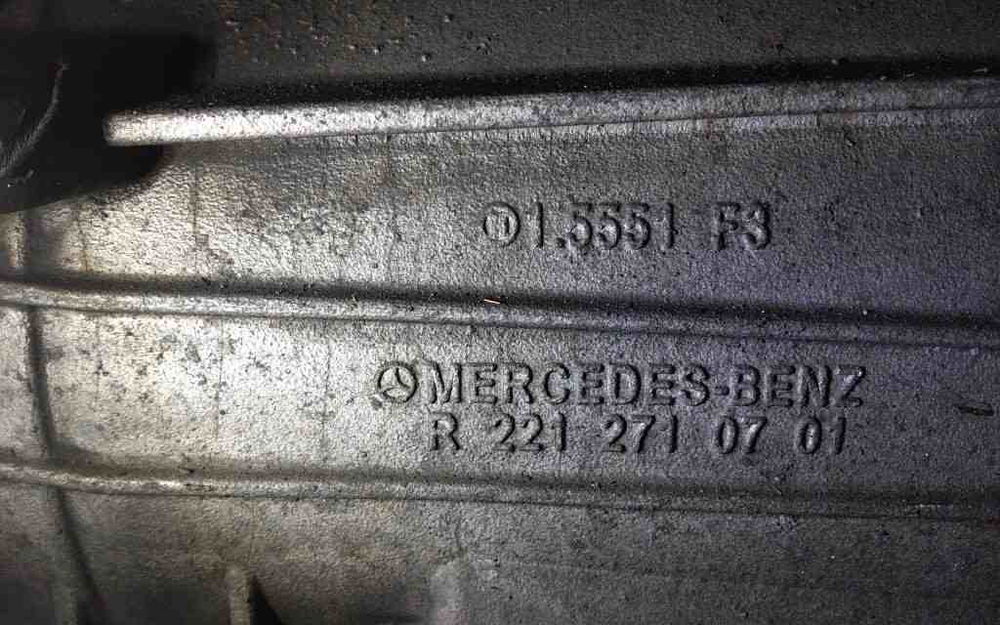 1.5551 F3
MERCEDES-BENZ
R 221 271 07 01